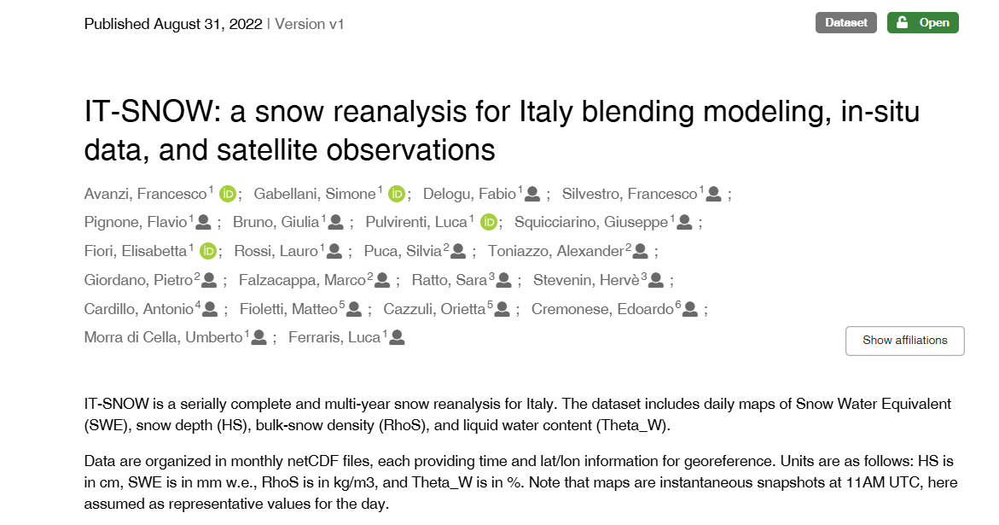 Published August 31, 2022 | Version v1
Dataset
Open
IT-SNOW: a snow reanalysis for Italy blending modeling, in-situ
data, and satellite observations
Avanzi, Francesco1 iD; Gabellani, Simone1 iD; Delogu, Fabio1 ; Silvestro, Francesco1 ;
Pignone, Flavio1 ; Bruno, Giulia1 ; Pulvirenti, Luca1 iD; Squicciarino, Giuseppe1 ;
Fiori, Elisabetta1 iD; Rossi, Lauro1 ; Puca, Silvia2 ; Toniazzo, Alexander2 ;
Giordano, Pietro2 ; Falzacappa, Marco2 ; Ratto, Sara3 ; Stevenin, Hervè3 ;
Cardillo, Antonio4 ; Fioletti, Matteo5 ; Cazzuli, Orietta5 ; Cremonese, Edoardo6 ;
Morra di Cella, Umberto1 ; Ferraris, Luca1
Show affiliations
IT-SNOW is a serially complete and multi-year snow reanalysis for Italy. The dataset includes daily maps of Snow Water Equivalent
(SWE), snow depth (HS), bulk-snow density (RhoS), and liquid water content (Theta_W).
Data are organized in monthly netCDF files, each providing time and lat/lon information for georeference. Units are as follows: HS is
in cm, SWE is in mm w.e., RhoS is in kg/m3, and Theta_W is in %. Note that maps are instantaneous snapshots at 11AM UTC, here
assumed as representative values for the day.